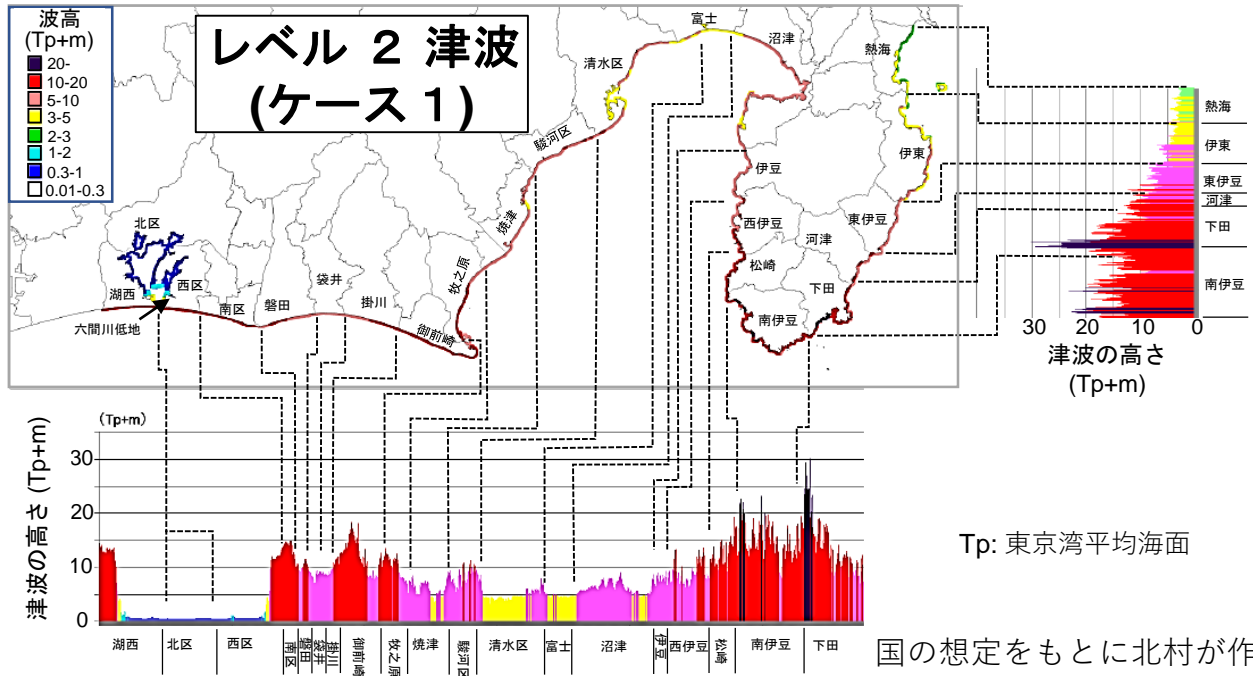 波高
(Tp+m)
20-
10-20
5-10
3-5
2-3
1-2
0.3-1
0.01-0.3
レベル 2 津波
(ケース1)
富士
沼津
清水区
熱海
駿河区
伊東
伊豆
焼津
西伊豆
東伊豆
河津
北区
牧之原
松崎
袋井
下田
湖西
西区
掛川
南区
磐田
南伊豆
六間川低地
御前崎
熱海
伊東
東伊豆
河津
下田
南伊豆
30 20 10 0
津波の高さ
(Tp+m)
(Tp+m)
津波の高さ (Tp+m)
30
20
10
0
湖西 北区 西区 南区 磐田 袋井 掛川 御前崎 牧之原 焼津 駿河区 清水区 富士 沼津 伊豆 西伊豆 松崎 南伊豆 下田
Tp: 東京湾平均海面
国の想定をもとに北村が作